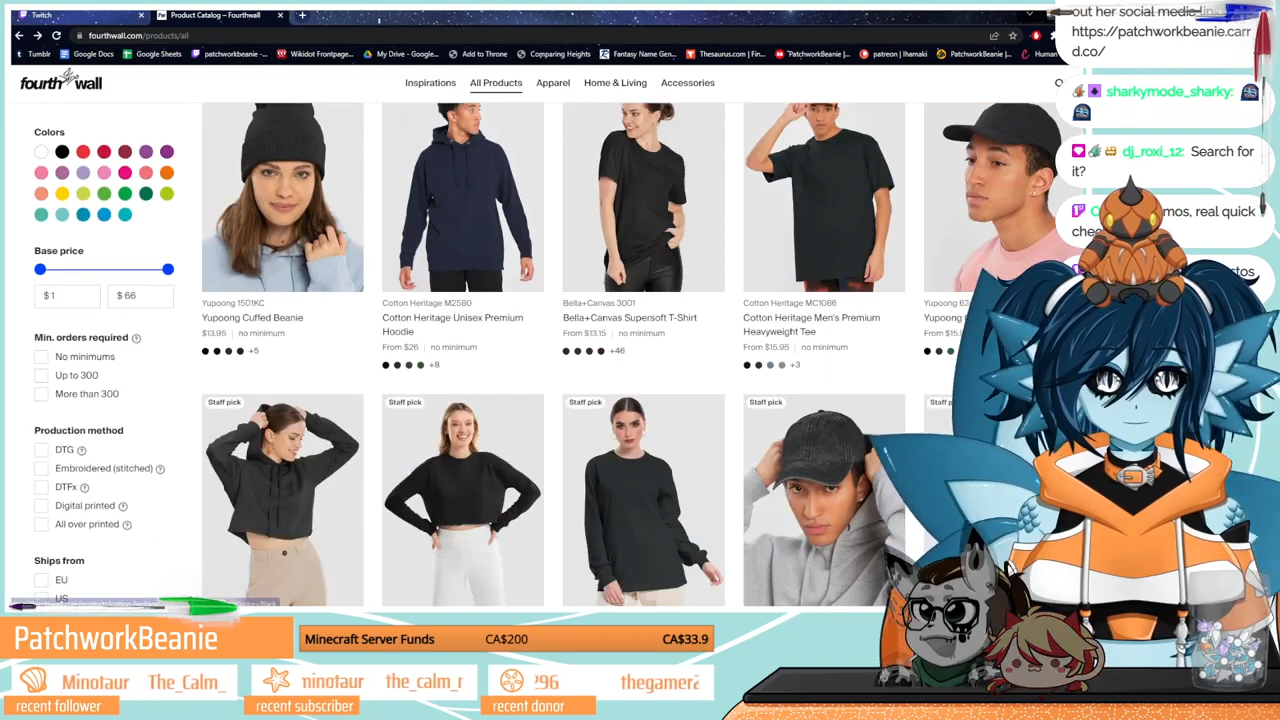 Twitch
Product Catalog – Fourthwall
fourthwall.com/products/all
Tumblr
Google Docs
Google Sheets
patchworkbeanie -...
Wikidot Frontpage...
My Drive - Google...
Add to Throne
Comparing Heights
Fantasy Name Gen...
Thesaurus.com | Fin...
PatchworkBeanie |...
patreon | Ihamaki
PatchworkBeanie |...
fourthwall
Inspirations
All Products
Apparel
Home & Living
Accessories
Colors
Base price
$ 1
$ 66
Min. orders required
No minimums
Up to 300
More than 300
Production method
DTG
Embroidered (stitched)
DTFx
Digital printed
All over printed
Ships from
EU
US
Yupoong 1501KC
Yupoong Cuffed Beanie
$13.95 | no minimum
+5
Cotton Heritage M2580
Cotton Heritage Unisex Premium
Hoodie
From $26 | no minimum
+8
Bella+Canvas 3001
Bella+Canvas Supersoft T-Shirt
From $13.15 | no minimum
+46
Cotton Heritage MC1086
Cotton Heritage Men's Premium
Heavyweight Tee
From $15.95 | no minimum
+3
Staff pick
Staff pick
Staff pick
Staff pick
out her social media
https://patchworkbeanie.carr
d.co/
sharkymode_sharky:
dj_roxi_12: Search for
it?
real quick
PatchworkBeanie
Minecraft Server Funds
CA$200
CA$33.9
Minotaur
The_Calm_
recent follower
minotaur
the_calm_
recent subscriber
296
thegamer2
recent donor